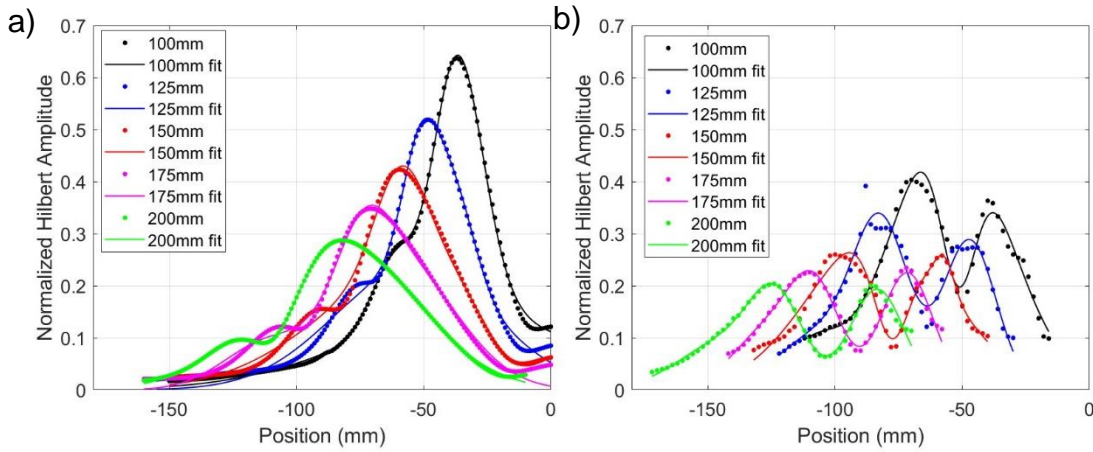 a)
Normalized Hilbert Amplitude
0.7
0.6
0.5
0.4
0.3
0.2
0.1
0
100mm
100mm fit
125mm
125mm fit
150mm
150mm fit
175mm
175mm fit
200mm
200mm fit
-150
-100
-50
0
Position (mm)
b)
Normalized Hilbert Amplitude
0.7
0.6
0.5
0.4
0.3
0.2
0.1
0
100mm
100mm fit
125mm
125mm fit
150mm
150mm fit
175mm
175mm fit
200mm
200mm fit
-150
-100
-50
0
Position (mm)